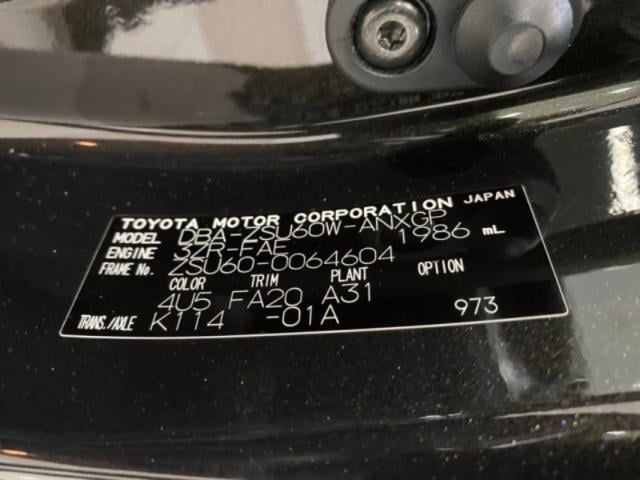 JAPAN
TOYOTA MOTOR CORPORATION JAPAN
MODEL DBA-ZSU60W-ANXGP
ENGINE 3ZR-FAE 1986 mL
FRAME No. ZSU60-0064604
COLOR TRIM PLANT OPTION
4U5 FA20 A31
TRANS./AXLE K114 -01A 973